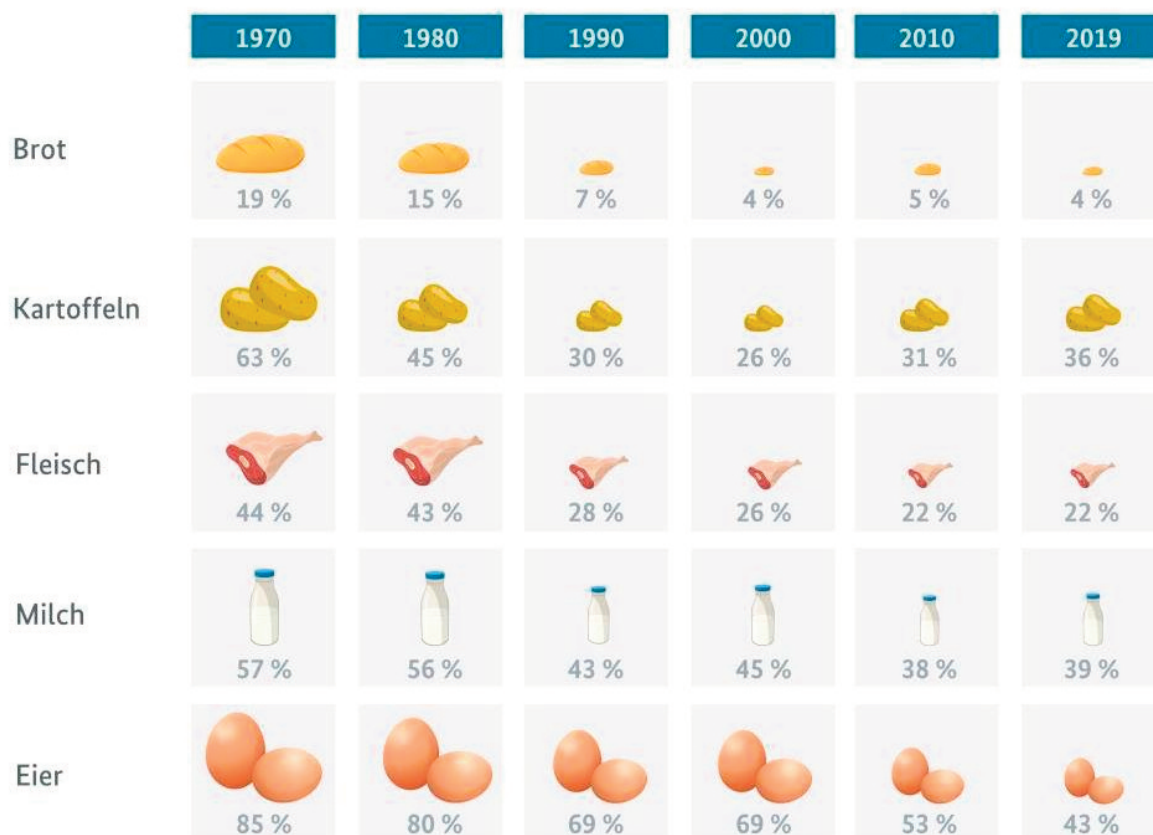 1970 1980 1990 2000 2010 2019
Brot
19 % 15 % 7 % 4 % 5 % 4 %
Kartoffeln
63 % 45 % 30 % 26 % 31 % 36 %
Fleisch
44 % 43 % 28 % 26 % 22 % 22 %
Milch
57 % 56 % 43 % 45 % 38 % 39 %
Eier
85 % 80 % 69 % 69 % 53 % 43 %